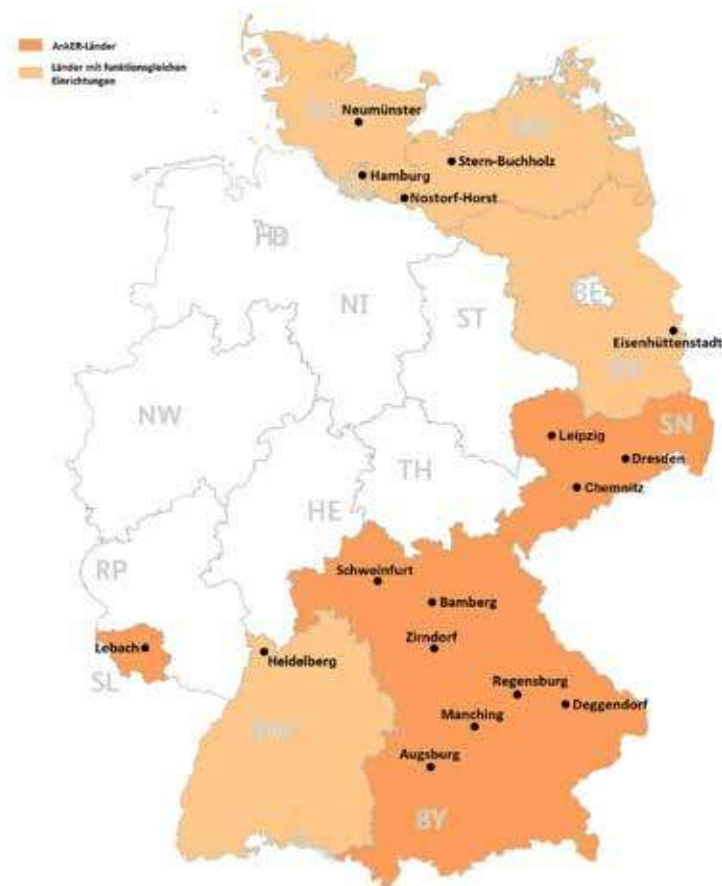 AnkER-Länder
Länder mit funktionsgleichen
Einrichtungen
Neumünster
Stern-Buchholz
Hamburg
Nostorf-Horst
HB
NI
ST
BE
Eisenhüttenstadt
NW
SN
Leipzig
Dresden
TH
Chemnitz
HE
RP
Schweinfurt
Bamberg
Lebach
Zirndorf
Heidelberg
SL
Regensburg
Deggendorf
Manching
Augsburg
BY